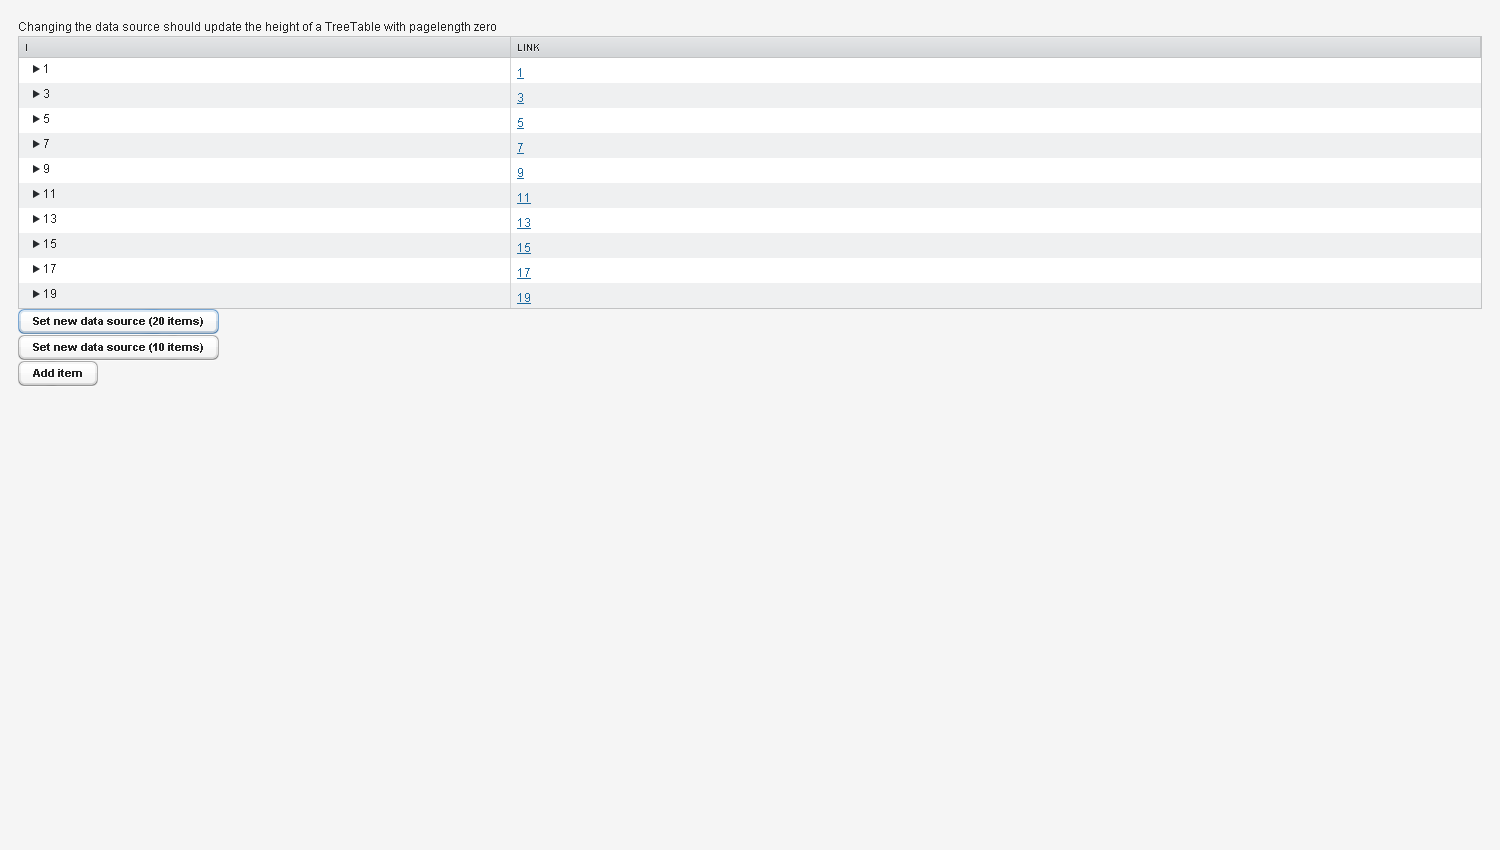 Changing the data source should update the height of a TreeTable with pagelength zero
I LINK
1 1
3 3
5 5
7 7
9 9
11 11
13 13
15 15
17 17
19 19
Set new data source (20 items)
Set new data source (10 items)
Add item